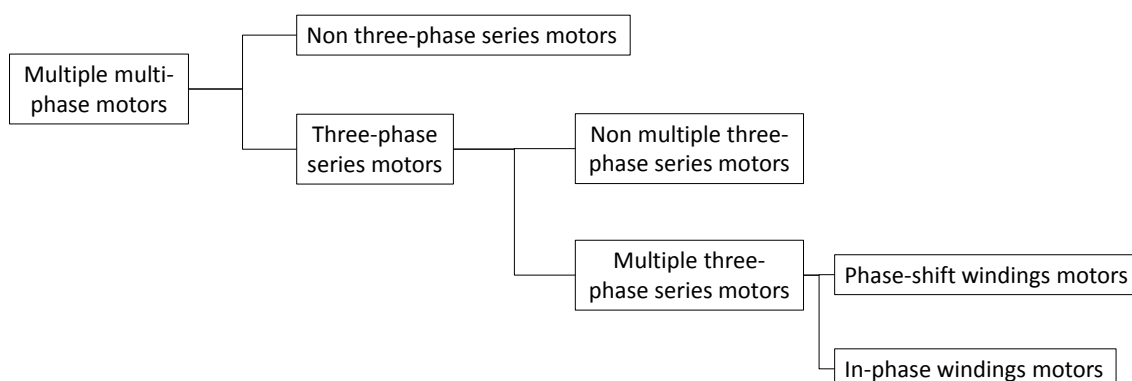 Non three-phase series motors
Multiple multi-
phase motors
Three-phase
series motors
Non multiple three-
phase series motors
Multiple three-
phase series motors
Phase-shift windings motors
In-phase windings motors